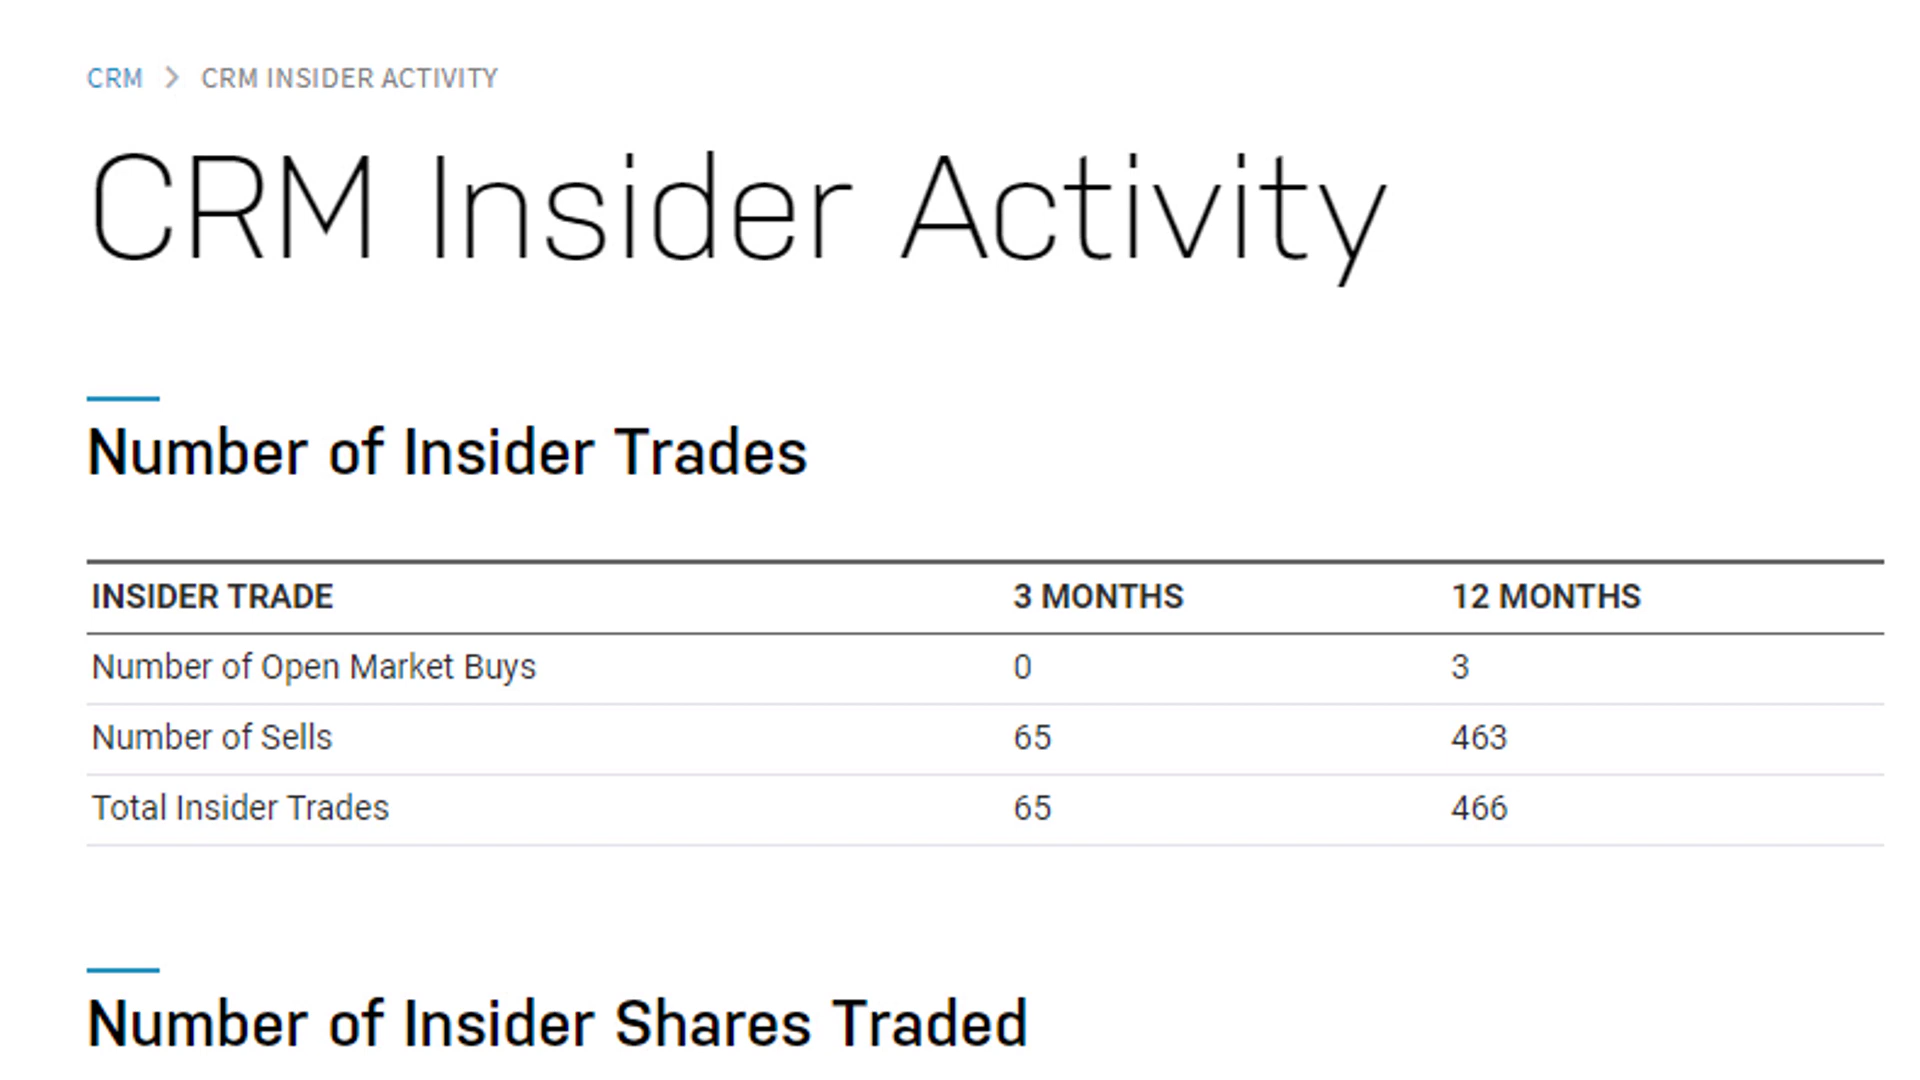 CRM > CRM INSIDER ACTIVITY
CRM Insider Activity
Number of Insider Trades
INSIDER TRADE 3 MONTHS 12 MONTHS
Number of Open Market Buys 0 3
Number of Sells 65 463
Total Insider Trades 65 466
Number of Insider Shares Traded